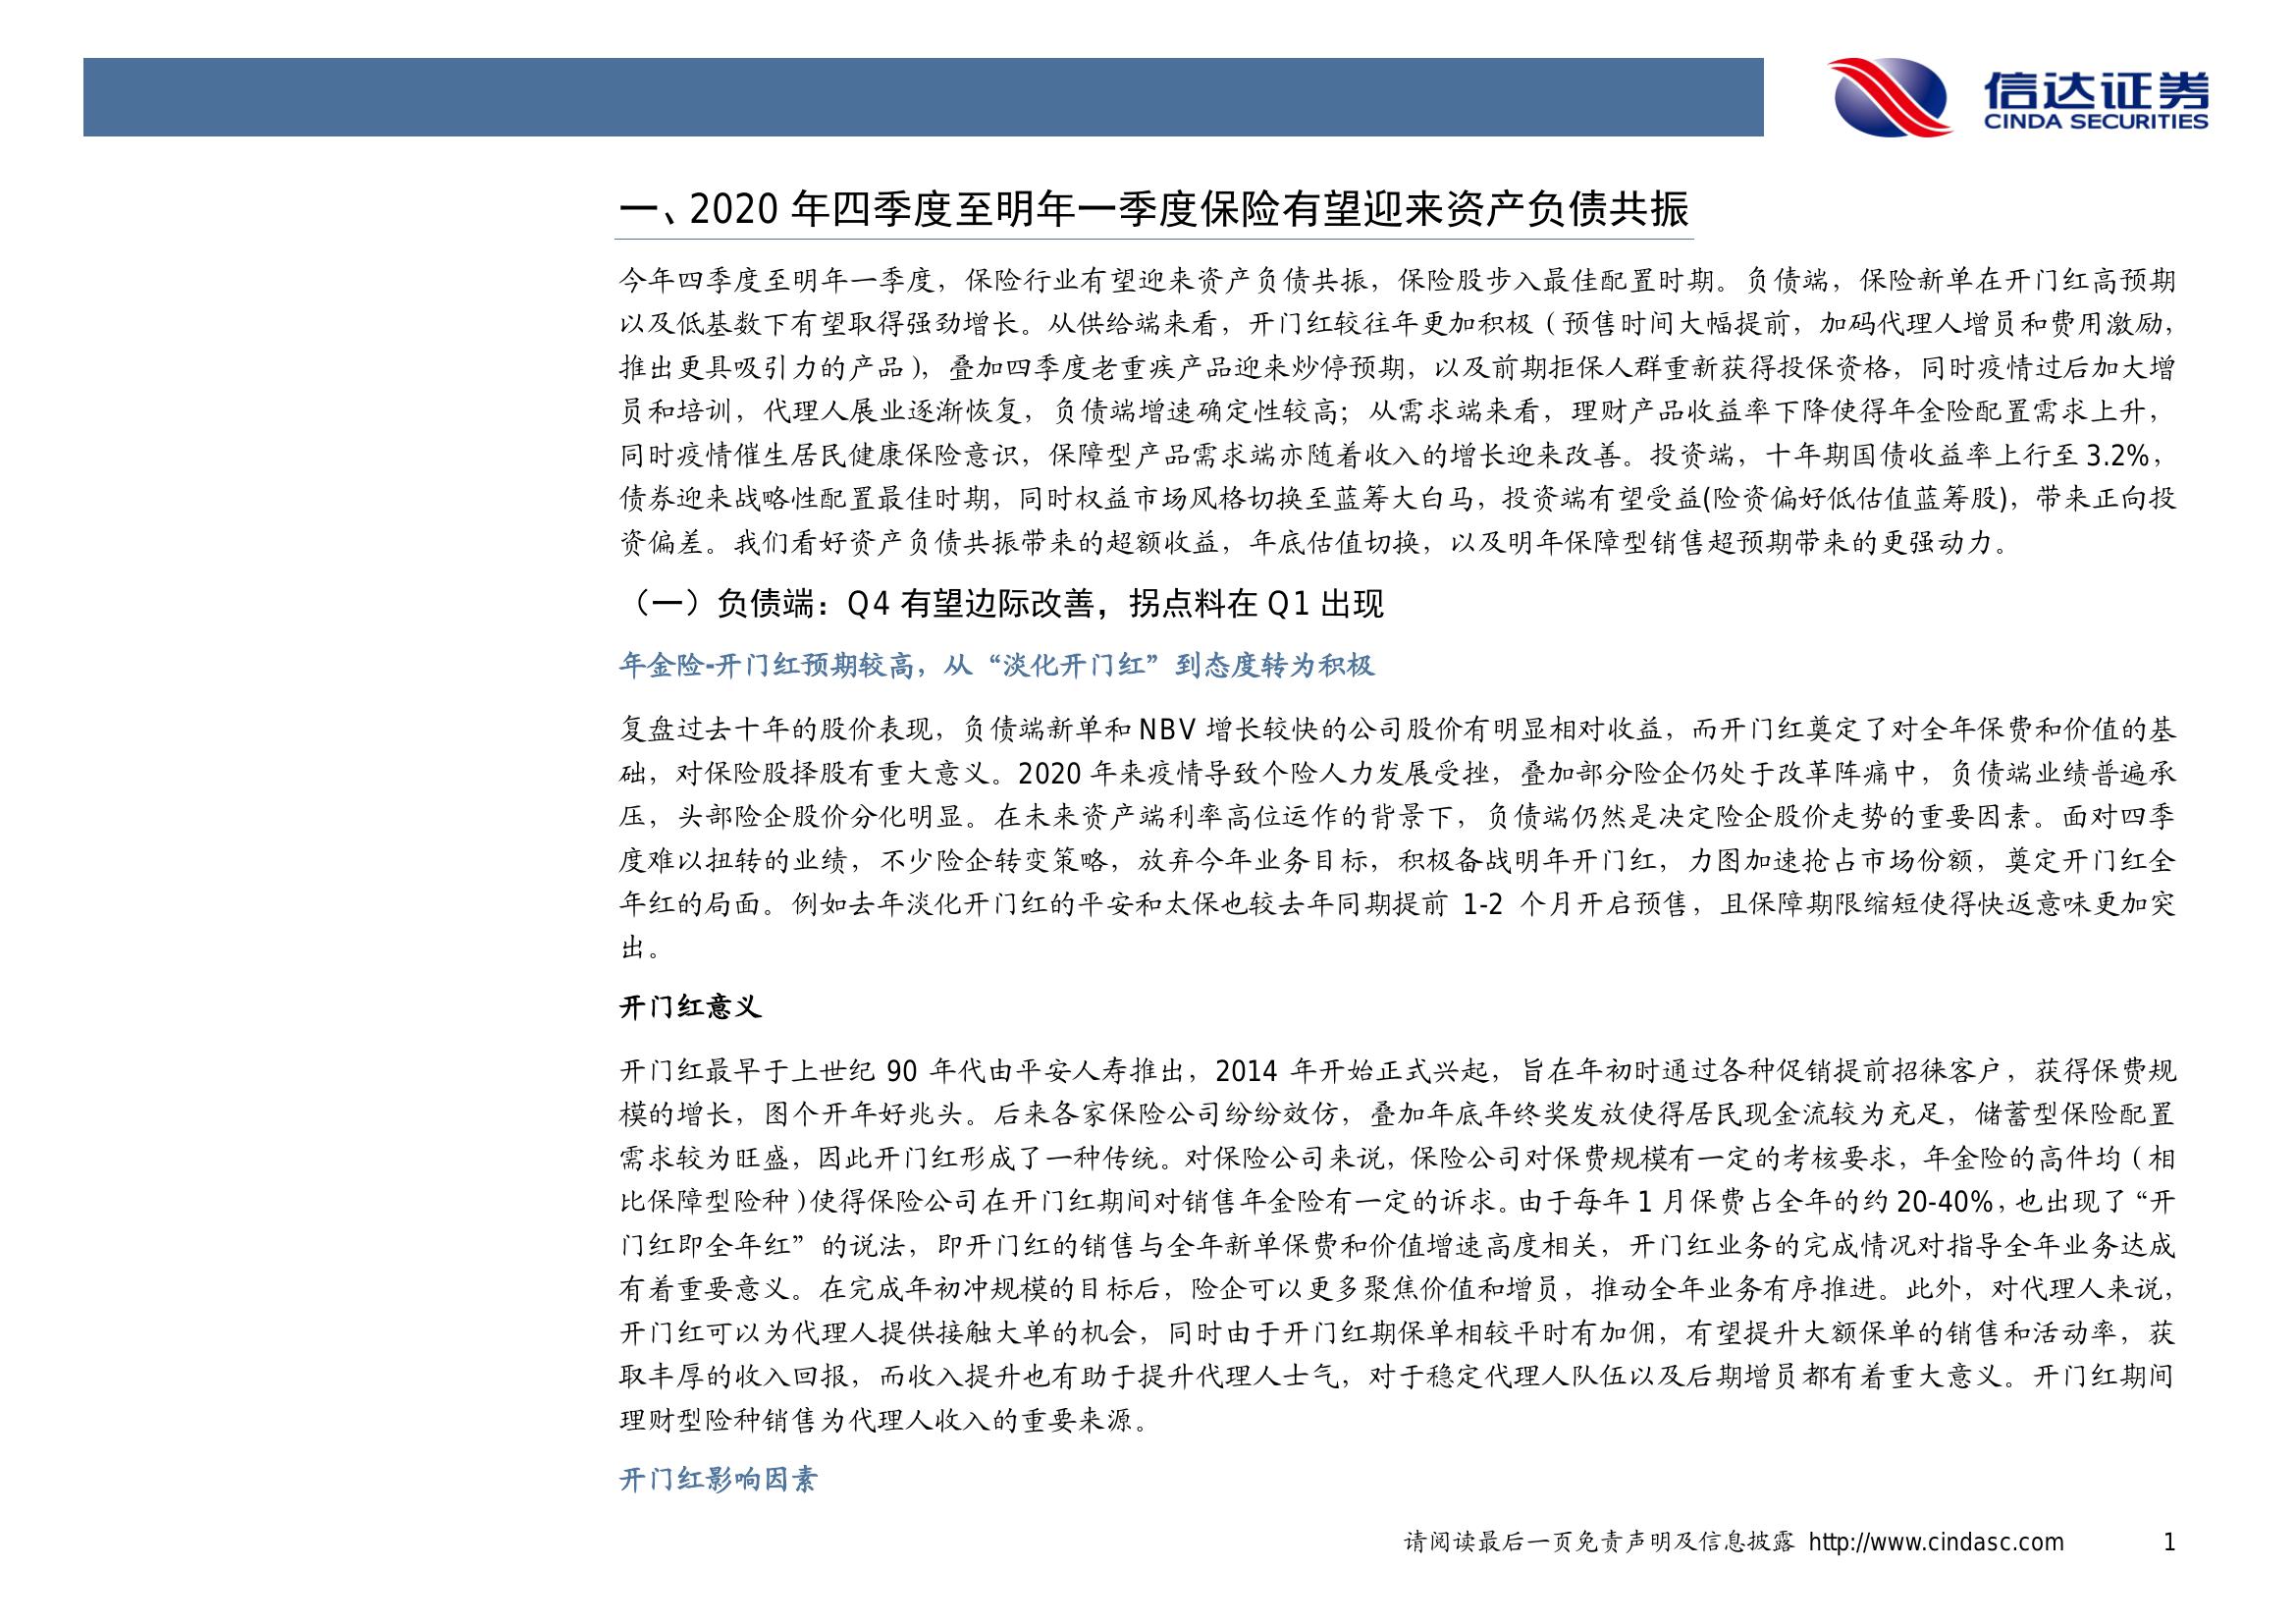 信达证券
CINDA SECURITIES
一、2020 年四季度至明年一季度保险有望迎来资产负债共振
今年四季度至明年一季度，保险行业有望迎来资产负债共振，保险股步入最佳配置时期。负债端，保险新单在开门红高预期
以及低基数下有望取得强劲增长。从供给端来看，开门红较往年更加积极（预售时间大幅提前，加码代理人增员和费用激励，
推出更具吸引力的产品），叠加四季度老重疾产品迎来炒停预期，以及前期拒保人群重新获得投保资格，同时疫情过后加大增
员和培训，代理人展业逐渐恢复，负债端增速确定性较高；从需求端来看，理财产品收益率下降使得年金险配置需求上升，
同时疫情催生居民健康保险意识，保障型产品需求端亦随着收入的增长迎来改善。投资端，十年期国债收益率上行至 3.2%，
债券迎来战略性配置最佳时期，同时权益市场风格切换至蓝筹大白马，投资端有望受益(险资偏好低估值蓝筹股)，带来正向投
资偏差。我们看好资产负债共振带来的超额收益，年底估值切换，以及明年保障型销售超预期带来的更强动力。
（一）负债端：Q4 有望边际改善，拐点料在 Q1 出现
年金险-开门红预期较高，从“淡化开门红”到态度转为积极
复盘过去十年的股价表现，负债端新单和 NBV 增长较快的公司股价有明显相对收益，而开门红奠定了对全年保费和价值的基
础，对保险股择股有重大意义。2020 年来疫情导致个险人力发展受挫，叠加部分险企仍处于改革阵痛中，负债端业绩普遍承
压，头部险企股价分化明显。在未来资产端利率高位运作的背景下，负债端仍然是决定险企股价走势的重要因素。面对四季
度难以扭转的业绩，不少险企转变策略，放弃今年业务目标，积极备战明年开门红，力图加速抢占市场份额，奠定开门红全
年红的局面。例如去年淡化开门红的平安和太保也较去年同期提前 1-2 个月开启预售，且保障期限缩短使得快返意味更加突
出。
开门红意义
开门红最早于上世纪 90 年代由平安人寿推出，2014 年开始正式兴起，旨在年初时通过各种促销提前招徕客户，获得保费规
模的增长，图个开年好兆头。后来各家保险公司纷纷效仿，叠加年底年终奖发放使得居民现金流较为充足，储蓄型保险配置
需求较为旺盛，因此开门红形成了一种传统。对保险公司来说，保险公司对保费规模有一定的考核要求，年金险的高件均（相
比保障型险种）使得保险公司在开门红期间对销售年金险有一定的诉求。由于每年 1 月保费占全年的约 20-40%，也出现了“开
门红即全年红”的说法，即开门红的销售与全年新单保费和价值增速高度相关，开门红业务的完成情况对指导全年业务达成
有着重要意义。在完成年初冲规模的目标后，险企可以更多聚焦价值和增员，推动全年业务有序推进。此外，对代理人来说，
开门红可以为代理人提供接触大单的机会，同时由于开门红期保单相较平时有加佣，有望提升大额保单的销售和活动率，获
取丰厚的收入回报，而收入提升也有助于提升代理人士气，对于稳定代理人队伍以及后期增员都有着重大意义。开门红期间
理财型险种销售为代理人收入的重要来源。
开门红影响因素
请阅读最后一页免责声明及信息披露 http://www.cindasc.com 1